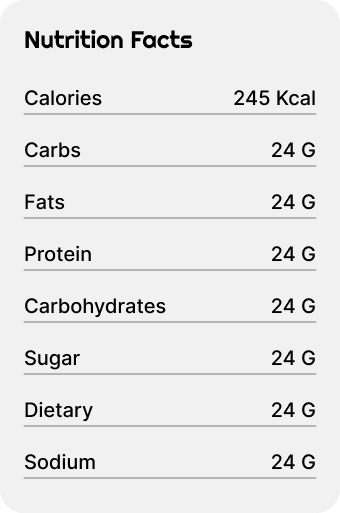 Nutrition Facts
Calories 245 Kcal
Carbs 24 G
Fats 24 G
Protein 24 G
Carbohydrates 24 G
Sugar 24 G
Dietary 24 G
Sodium 24 G